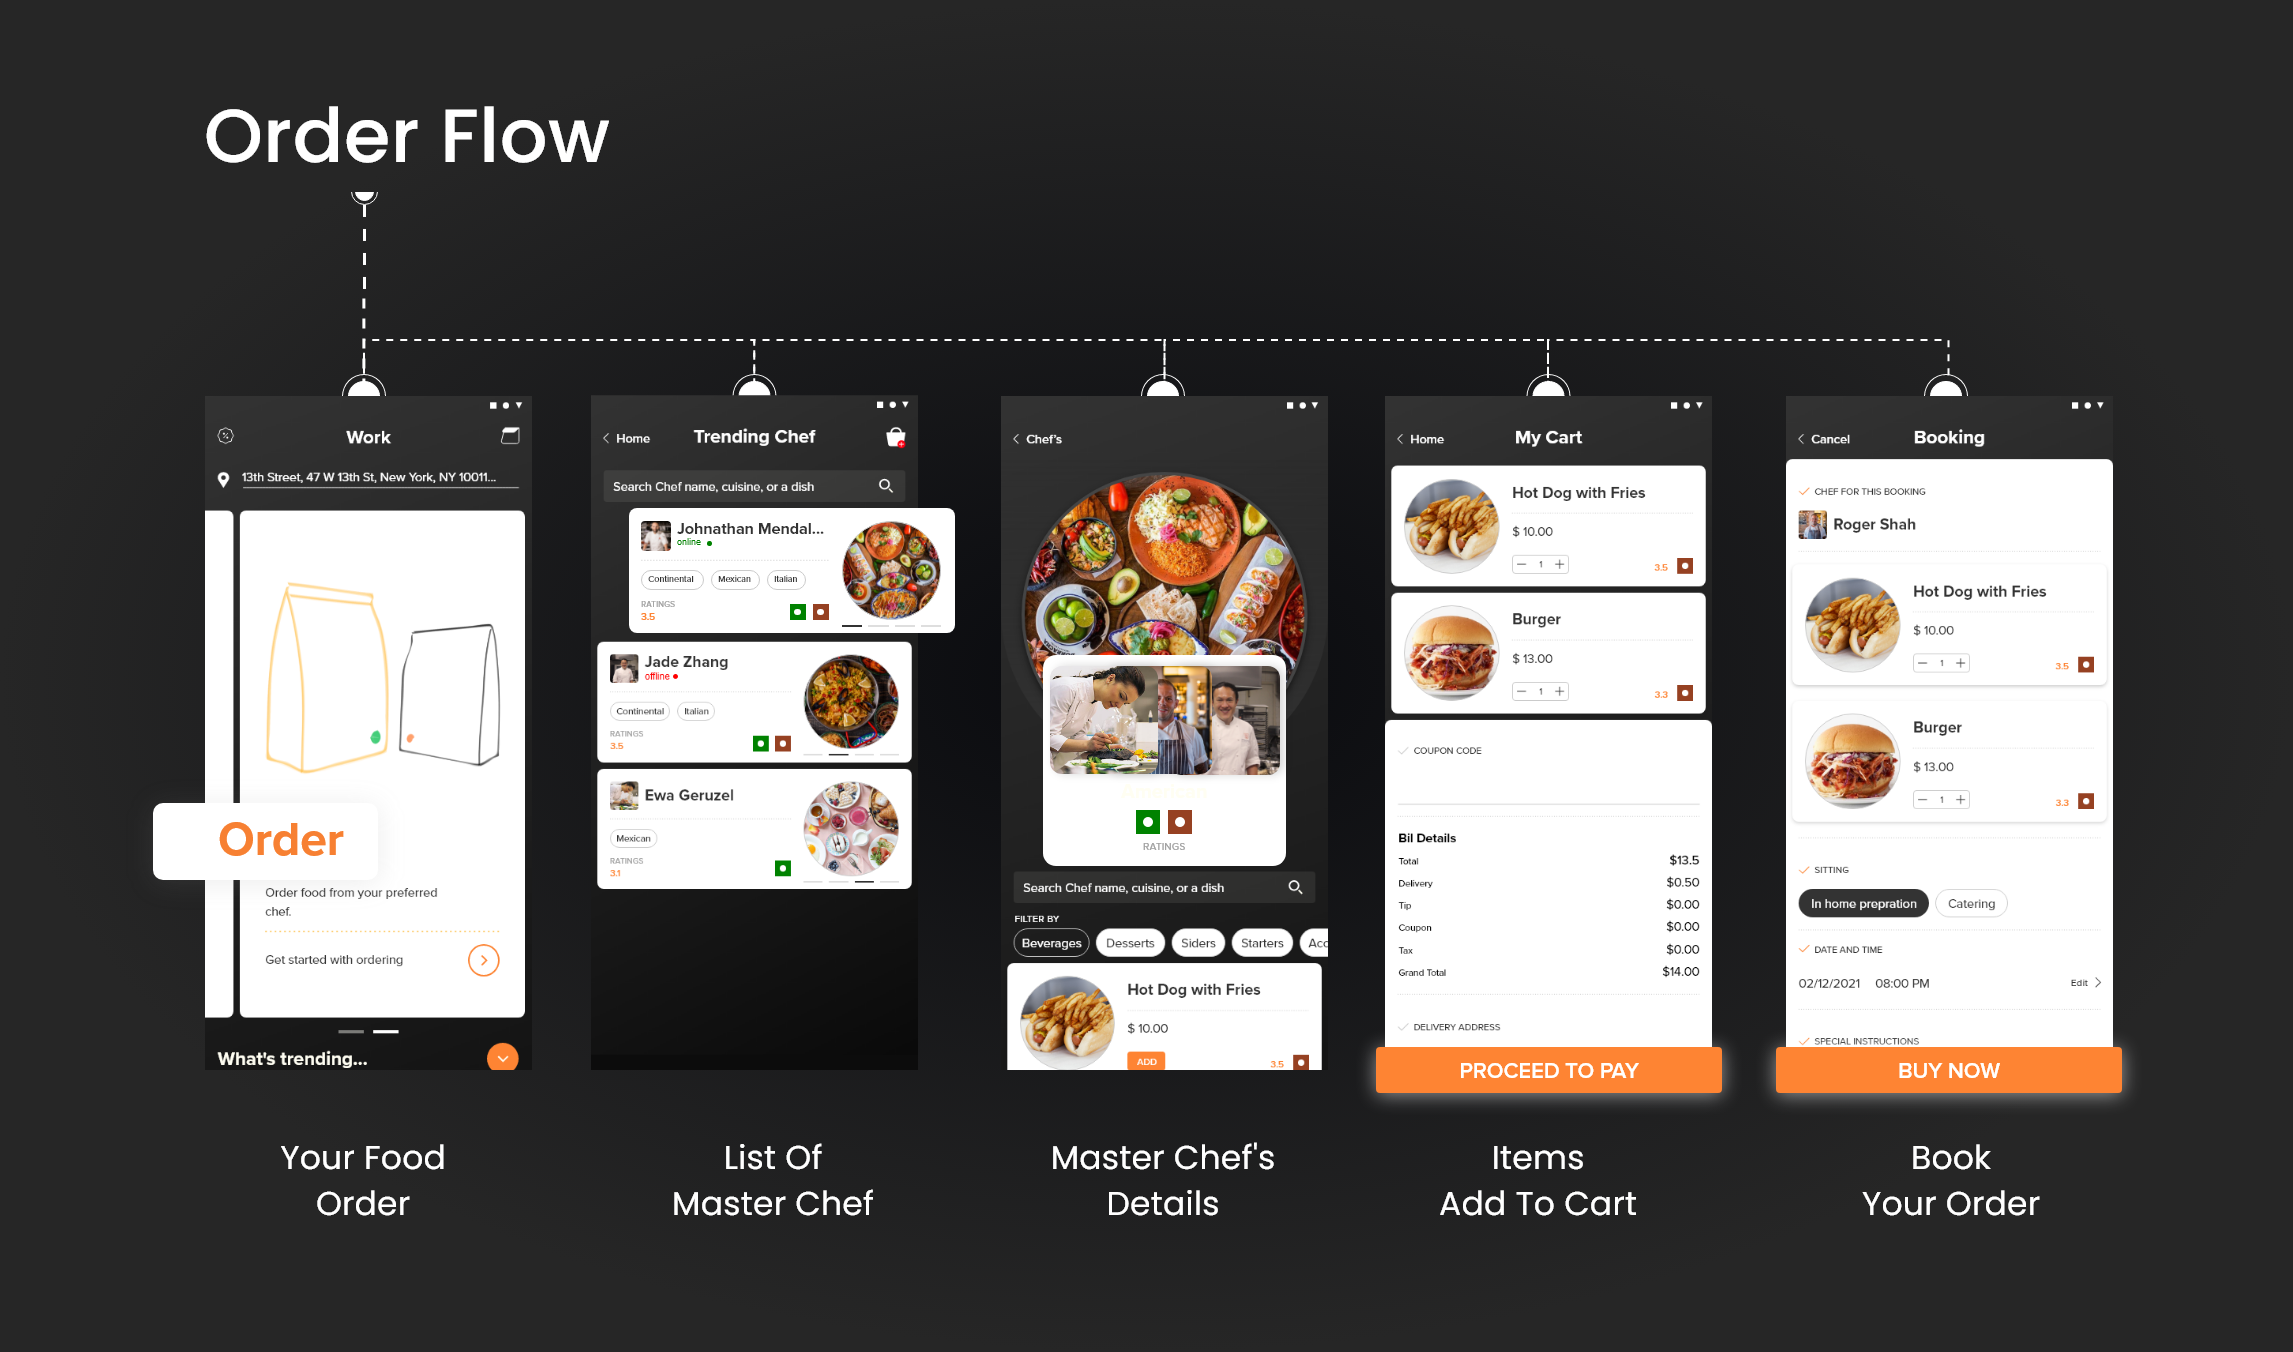 Order Flow
Work
13th Street, 47 W 13th St, New York, NY 10011...
Order
Order food from your preferred
chef.
Get started with ordering
What's trending...
Your Food
Order
Home
Trending Chef
Search Chef name, cuisine, or a dish
Johnathan Mendal...
online
Continental
Mexican
Italian
RATINGS
3.5
Jade Zhang
offline
Continental
Italian
RATINGS
3.5
Ewa Geruzel
Mexican
RATINGS
3.1
List Of
Master Chef
Chef's
RATINGS
Search Chef name, cuisine, or a dish
FILTER BY
Beverages
Desserts
Siders
Starters
Acc
Hot Dog with Fries
$ 10.00
ADD
3.5
Master Chef's
Details
Home
My Cart
Hot Dog with Fries
$ 10.00
1
3.5
Burger
$ 13.00
1
3.3
COUPON CODE
Bil Details
Total $13.5
Delivery $0.50
Tip $0.00
Coupon $0.00
Tax $0.00
Grand Total $14.00
DELIVERY ADDRESS
PROCEED TO PAY
Items
Add To Cart
Cancel
Booking
CHEF FOR THIS BOOKING
Roger Shah
Hot Dog with Fries
$ 10.00
1
3.5
Burger
$ 13.00
1
3.3
SITTING
In home prepration
Catering
DATE AND TIME
02/12/2021 08:00 PM
Edit
SPECIAL INSTRUCTIONS
BUY NOW
Book
Your Order